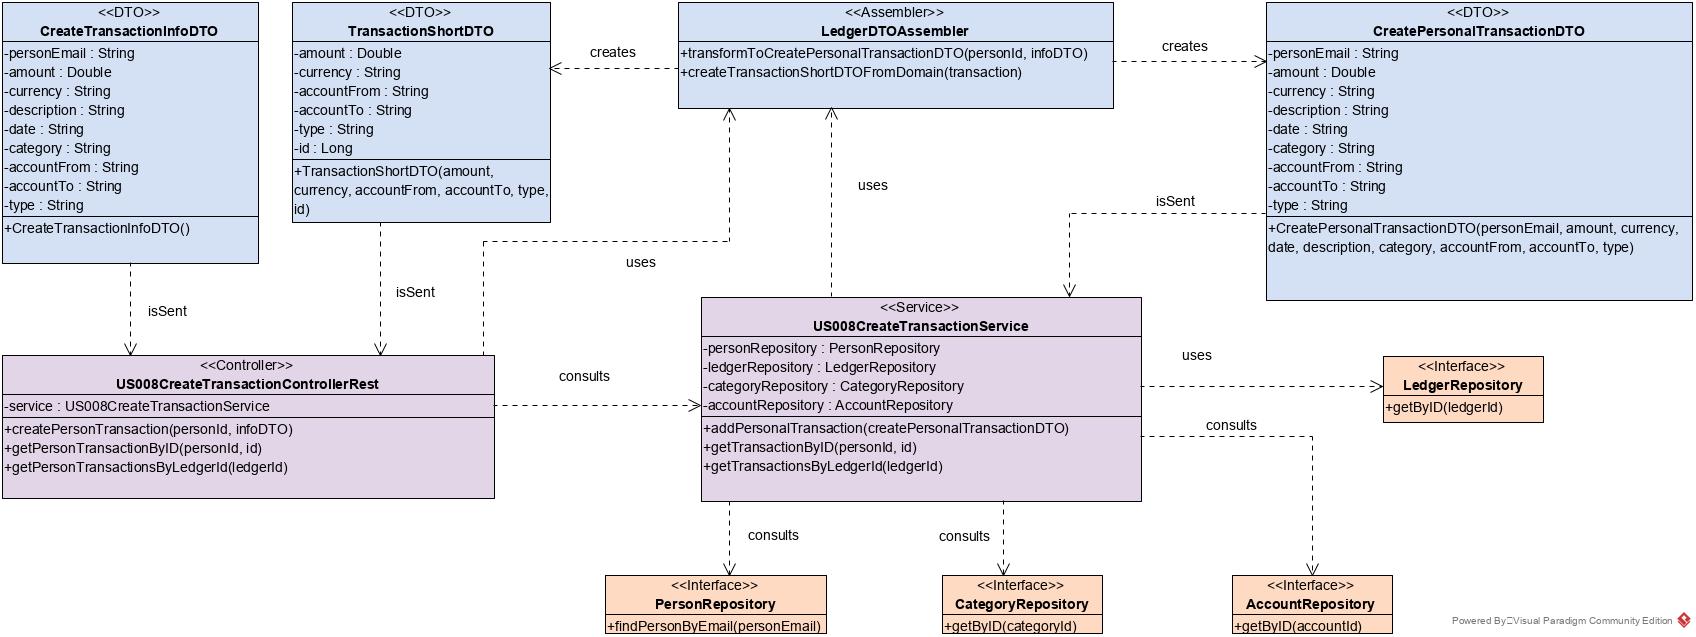 <<DTO>>
CreateTransactionInfoDTO
-personEmail : String
-amount : Double
-currency : String
-description : String
-date : String
-category : String
-accountFrom : String
-accountTo : String
-type : String
+CreateTransactionInfoDTO()
<<DTO>>
TransactionShortDTO
-amount : Double
-currency : String
-accountFrom : String
-accountTo : String
-type : String
-id : Long
+TransactionShortDTO(amount,
currency, accountFrom, accountTo, type,
id)
creates
<<Assembler>>
LedgerDTOAssembler
+transformToCreatePersonalTransactionDTO(personId, infoDTO)
+createTransactionShortDTOFromDomain(transaction)
creates
<<DTO>>
CreatePersonalTransactionDTO
-personEmail : String
-amount : Double
-currency : String
-description : String
-date : String
-category : String
-accountFrom : String
-accountTo : String
-type : String
+CreatePersonalTransactionDTO(personEmail, amount, currency,
date, description, category, accountFrom, accountTo, type)
uses
isSent
uses
isSent
isSent
<<Controller>>
US008CreateTransactionControllerRest
-service : US008CreateTransactionService
+createPersonTransaction(personId, infoDTO)
+getPersonTransactionByID(personId, id)
+getPersonTransactionsByLedgerId(ledgerId)
consults
<<Service>>
US008CreateTransactionService
-personRepository : PersonRepository
-ledgerRepository : LedgerRepository
-categoryRepository : CategoryRepository
-accountRepository : AccountRepository
+addPersonalTransaction(createPersonalTransactionDTO)
+getTransactionByID(personId, id)
+getTransactionsByLedgerId(ledgerId)
uses
<<Interface>>
LedgerRepository
+getByID(ledgerId)
consults
consults
consults
<<Interface>>
PersonRepository
+findPersonByEmail(personEmail)
<<Interface>>
CategoryRepository
+getByID(categoryId)
<<Interface>>
AccountRepository
+getByID(accountId)
Powered By Visual Paradigm Community Edition